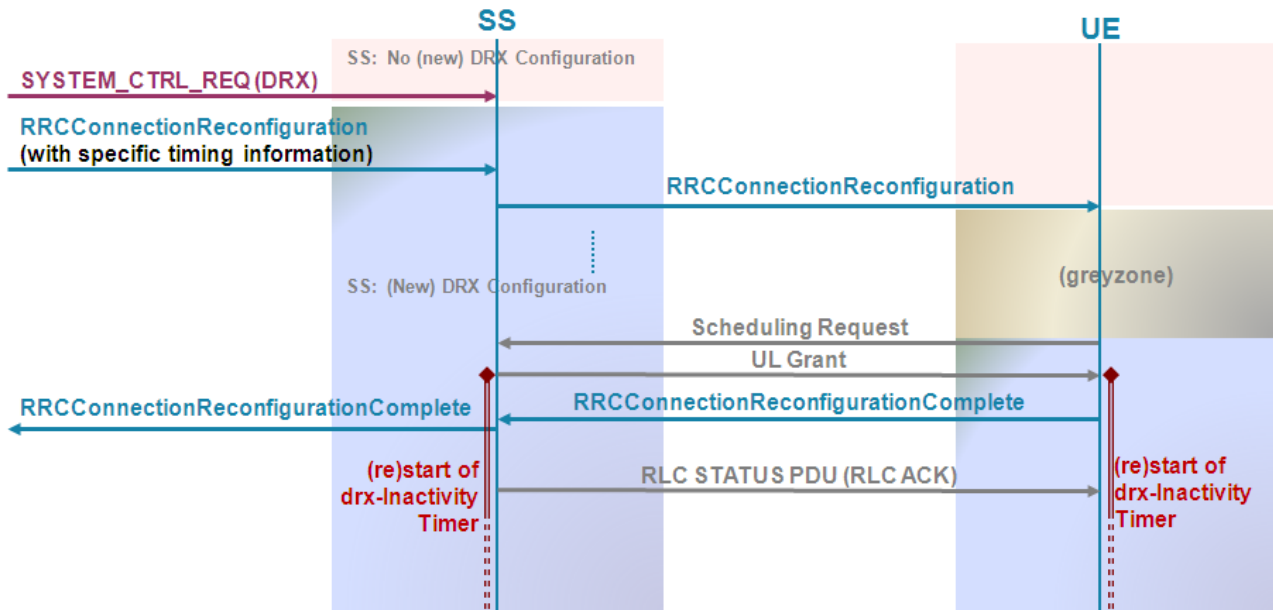 SS
UE
SS: No (new) DRX Configuration
SYSTEM_CTRL_REQ(DRX)
RRCConnectionReconfiguration
(with specific timing information)
RRCConnectionReconfiguration
(greyzone)
SS: (New) DRX Configuration
Scheduling Request
UL Grant
RRCConnectionReconfigurationComplete
RRCConnectionReconfigurationComplete
(re)start of
drx-Inactivity
Timer
RLC STATUS PDU (RLC ACK)
(re)start of
drx-Inactivity
Timer